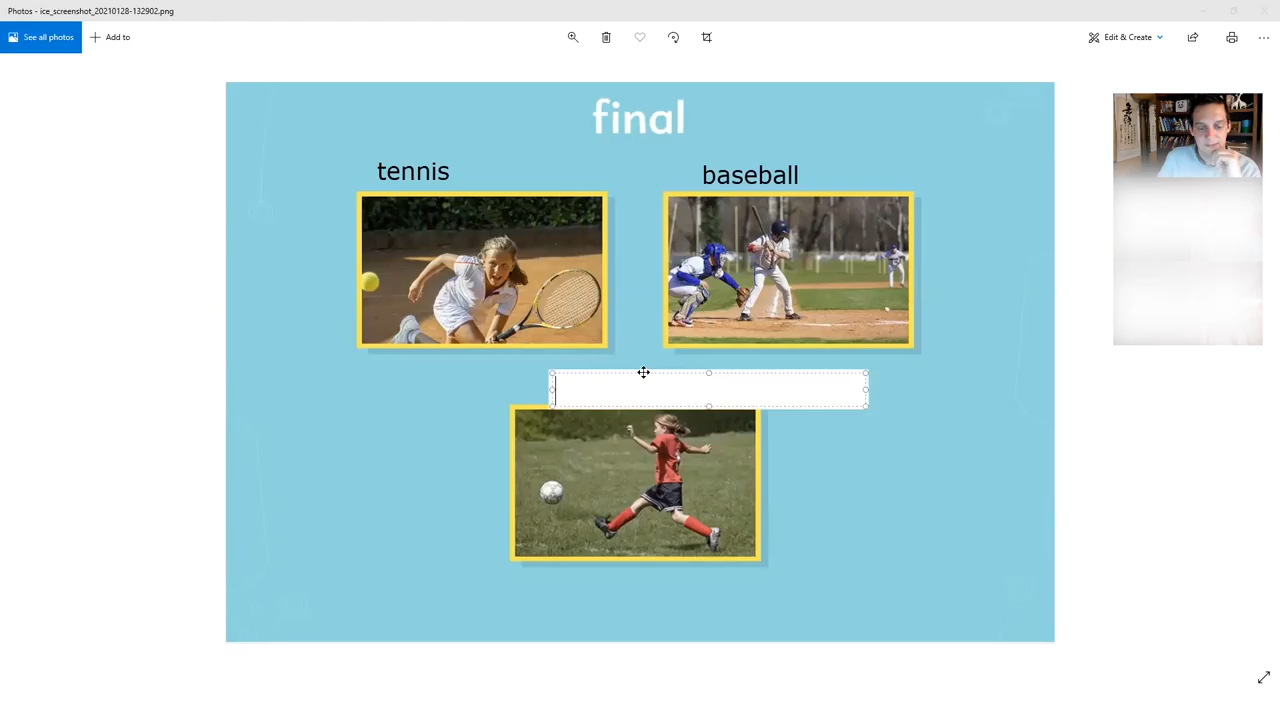 Photos - ice_screenshot_20210128-132902.png
See all photos
Add to
Edit & Create
final
tennis
baseball